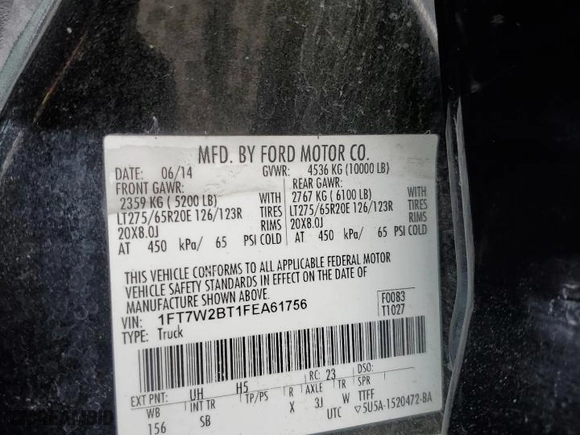 MFD. BY FORD MOTOR CO.
DATE: 06/14 GVWR: 4536 KG (10000 LB)
FRONT GAWR: REAR GAWR:
2359 KG ( 5200 LB) 2767 KG ( 6100 LB)
LT275/65R20E 126/123R TIRES LT275/65R20E 126/123R TIRES
20X8.0J RIMS 20X8.0J RIMS
AT 450 kPa/ 65 PSI COLD AT 450 kPa/ 65 PSI COLD
THIS VEHICLE CONFORMS TO ALL APPLICABLE FEDERAL MOTOR
VEHICLE SAFETY STANDARDS IN EFFECT ON THE DATE OF
MANUFACTURE SHOWN ABOVE.
VIN: 1FT7W2BT1FEA61756 F0083
TYPE: Truck T1027
EXT PNT: UH H5 RC: 23 DSO:
WB INT TR TP/PS R AXLE TR SPR
156 SB X 3J W TTFF
UTC 5U5A-1520472-BA